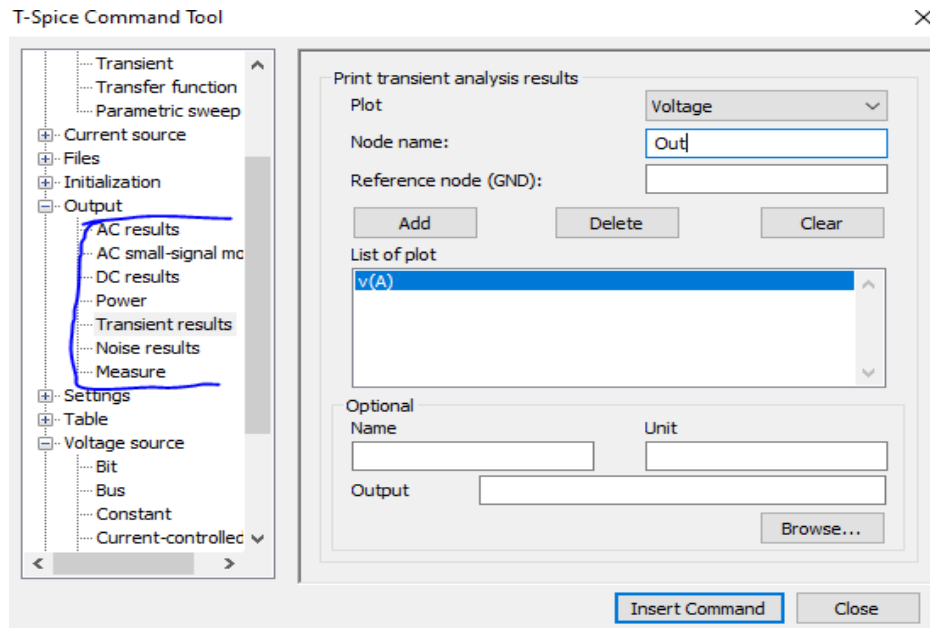 T-Spice Command Tool
Transient
Transfer function
Parametric sweep
Current source
Files
Initialization
Output
AC results
AC small-signal mo
DC results
Power
Transient results
Noise results
Measure
Settings
Table
Voltage source
Bit
Bus
Constant
Current-controlled
Print transient analysis results
Plot
Voltage
Node name:
Out
Reference node (GND):
Add
Delete
Clear
List of plot
v(A)
Optional
Name
Unit
Output
Browse...
Insert Command
Close